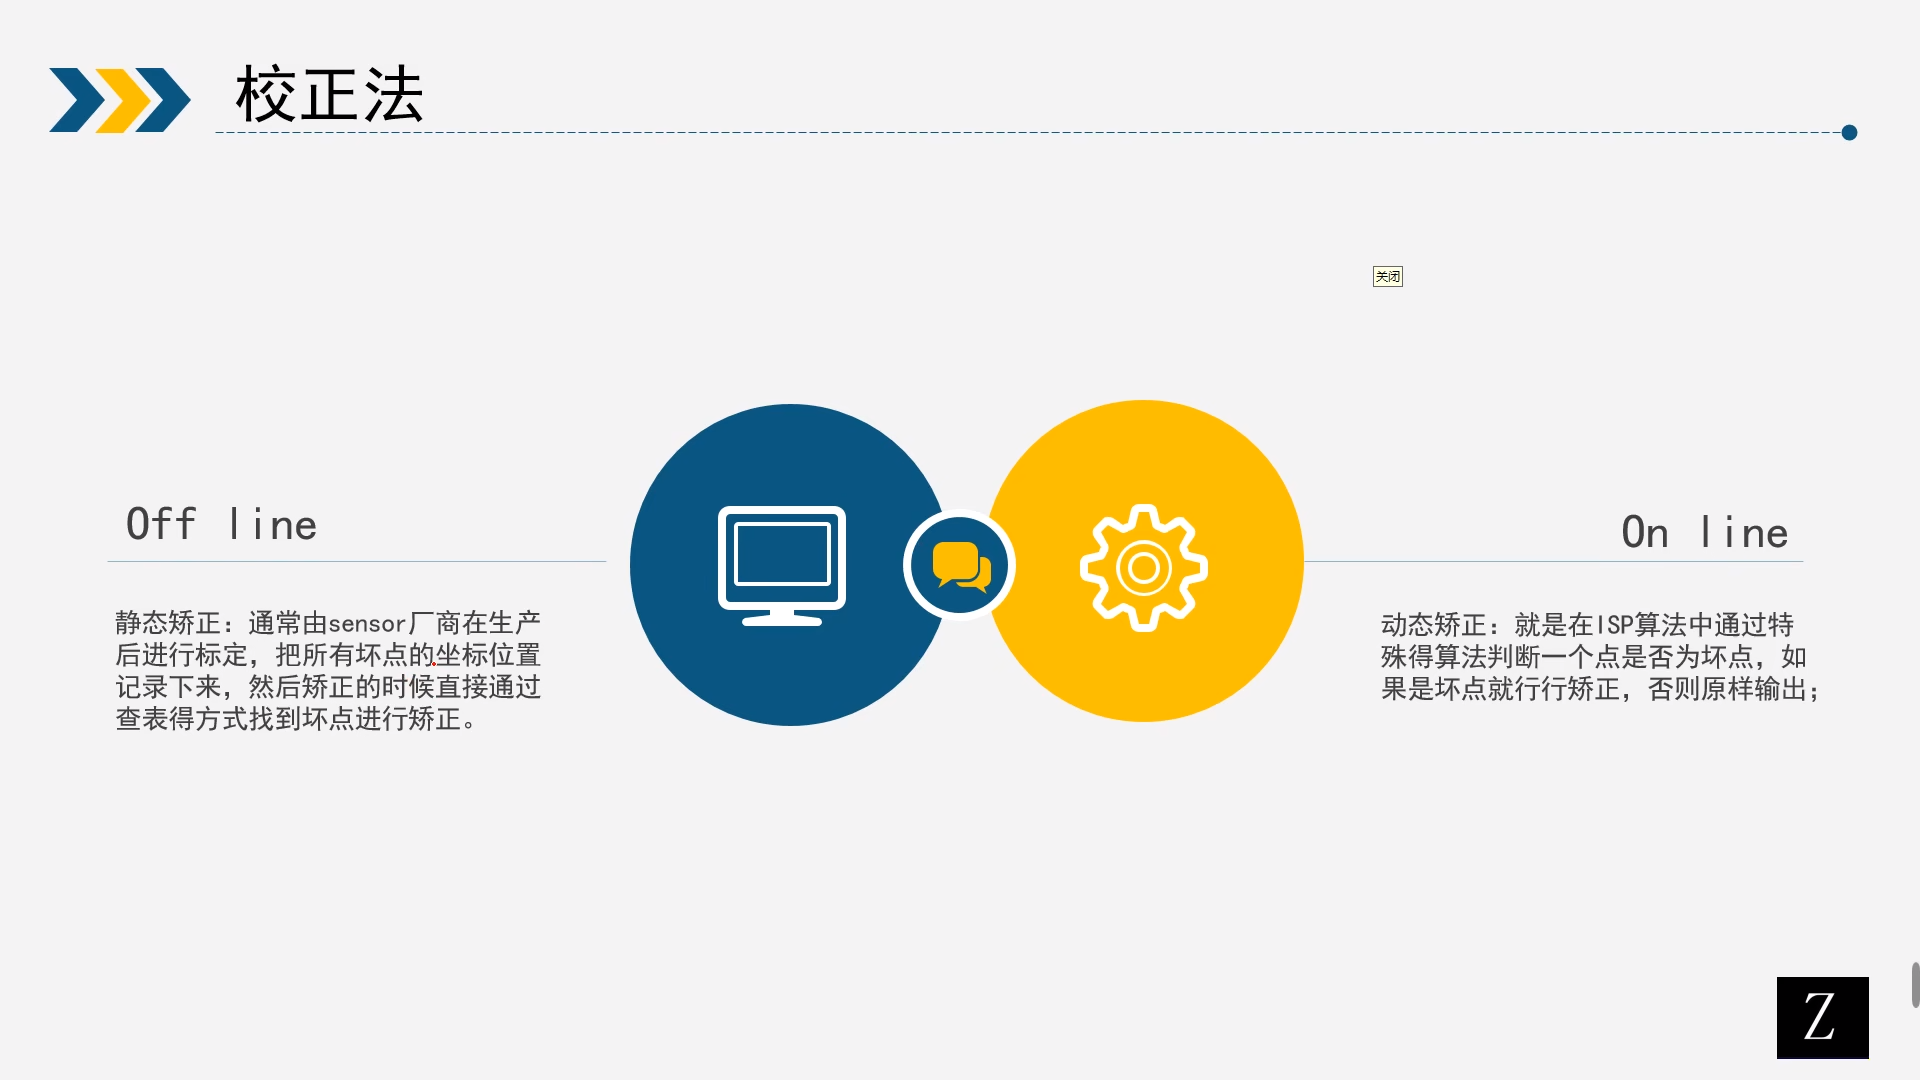 校正法
关闭
Off line
静态矫正：通常由sensor厂商在生产
后进行标定，把所有坏点的坐标位置
记录下来，然后矫正的时候直接通过
查表得方式找到坏点进行矫正。
On line
动态矫正：就是在ISP算法中通过特
殊得算法判断一个点是否为坏点，如
果是坏点就行行矫正，否则原样输出；
Z